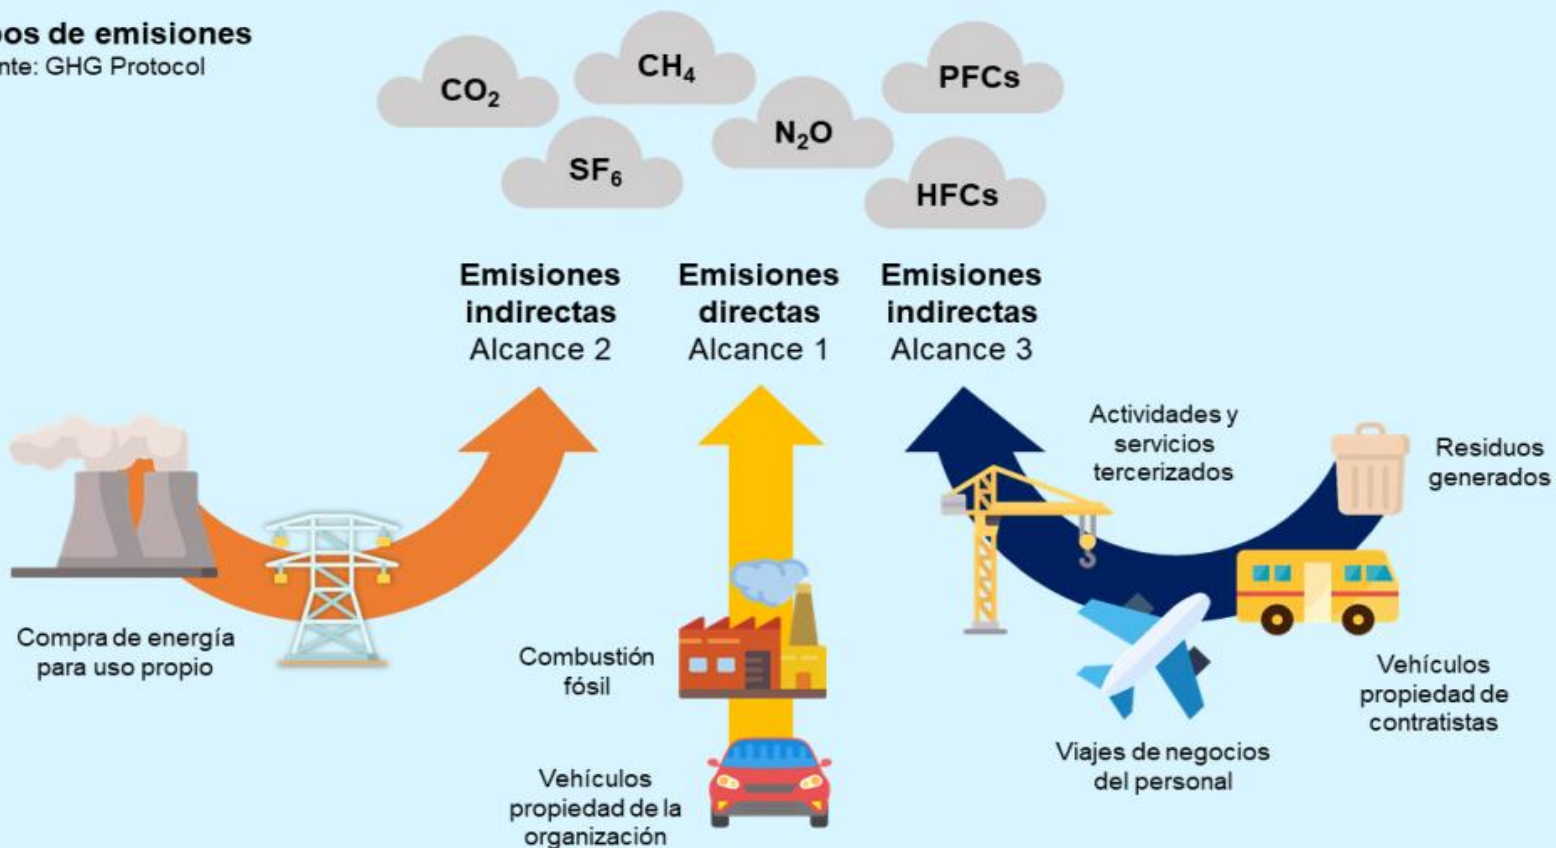 pos de emisiones
nte: GHG Protocol
CO₂
CH₄
PFCs
N₂O
SF₆
HFCs
Emisiones
indirectas
Alcance 2
Emisiones
directas
Alcance 1
Emisiones
indirectas
Alcance 3
Compra de energía
para uso propio
Combustión
fósil
Vehículos
propiedad de la
organización
Actividades y
servicios
tercerizados
Residuos
generados
Vehículos
propiedad de
contratistas
Viajes de negocios
del personal